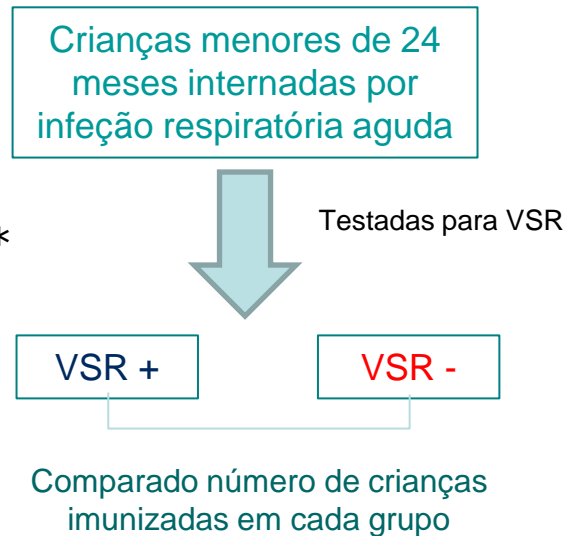 Crianças menores de 24
meses internadas por
infeção respiratória aguda
Testadas para VSR
*
VSR +
VSR -
Comparado número de crianças
imunizadas em cada grupo